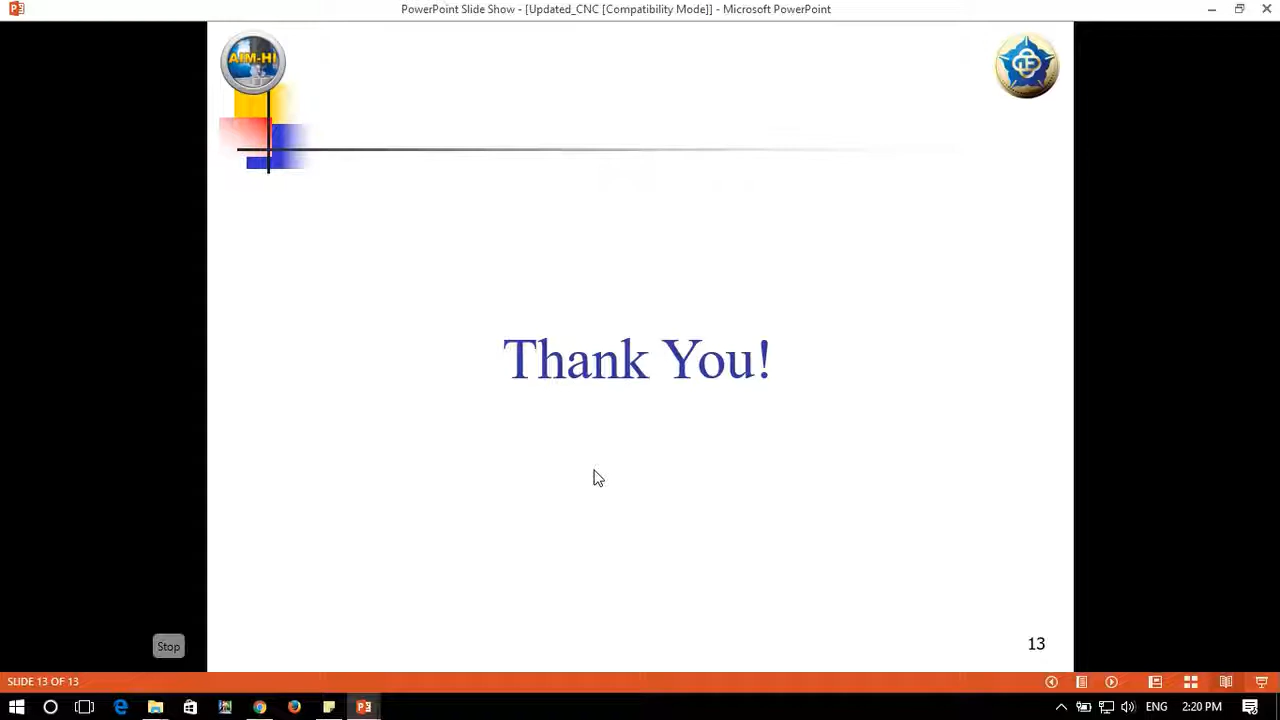 PowerPoint Slide Show - [Updated_CNC [Compatibility Mode]] - Microsoft PowerPoint
AIM-HI
Thank You!
13
Stop
SLIDE 13 OF 13
ENG
2:20 PM